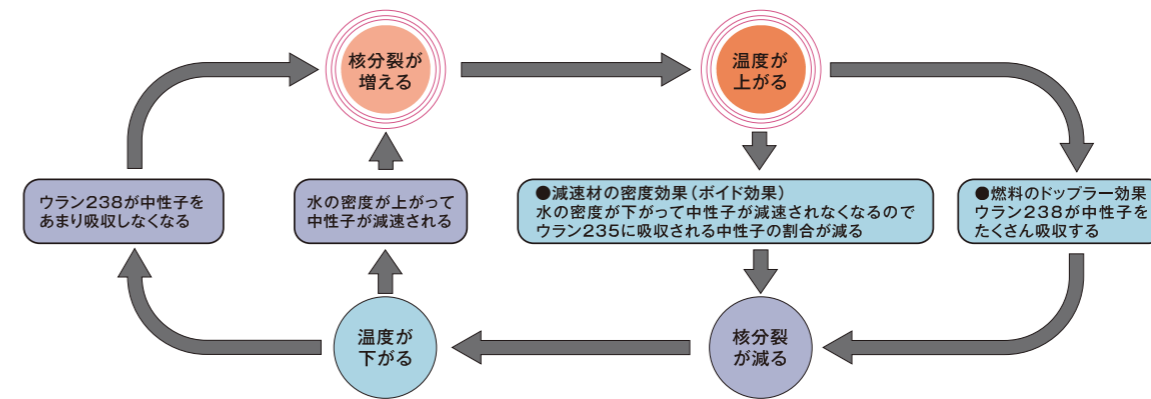 核分裂が
増える
温度が
上がる
ウラン238が中性子を
あまり吸収しなくなる
水の密度が上がって
中性子が減速される
●減速材の密度効果（ボイド効果）
水の密度が下がって中性子が減速されなくなるので
ウラン235に吸収される中性子の割合が減る
●燃料のドップラー効果
ウラン238が中性子を
たくさん吸収する
温度が
下がる
核分裂
が減る